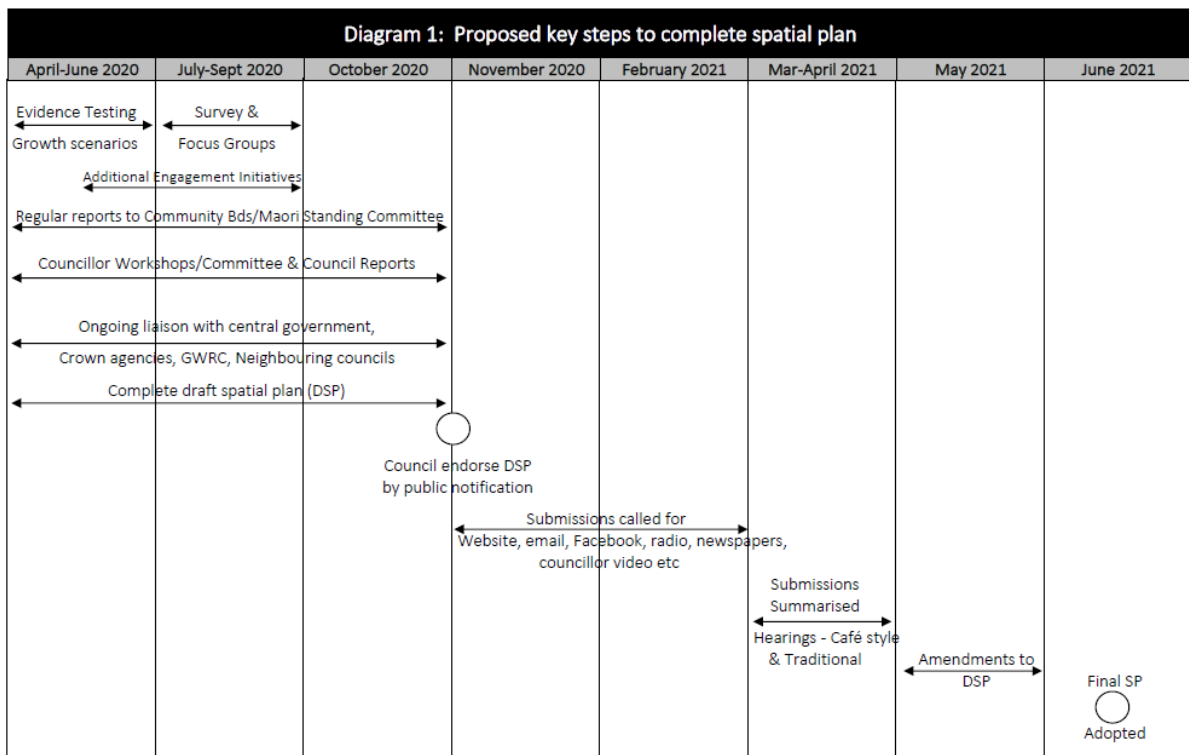 Diagram 1: Proposed key steps to complete spatial plan
April-June 2020
July-Sept 2020
October 2020
November 2020
February 2021
Mar-April 2021
May 2021
June 2021
Evidence Testing
Growth scenarios
Survey &
Focus Groups
Additional Engagement Initiatives
Regular reports to Community Bds/Maori Standing Committee
Councillor Workshops/Committee & Council Reports
Ongoing liaison with central government,
Crown agencies, GWRC, Neighbouring councils
Complete draft spatial plan (DSP)
Council endorse DSP
by public notification
Submissions called for
Website, email, Facebook, radio, newspapers,
councillor video etc
Submissions
Summarised
Hearings - Café style
& Traditional
Amendments to
DSP
Final SP
Adopted